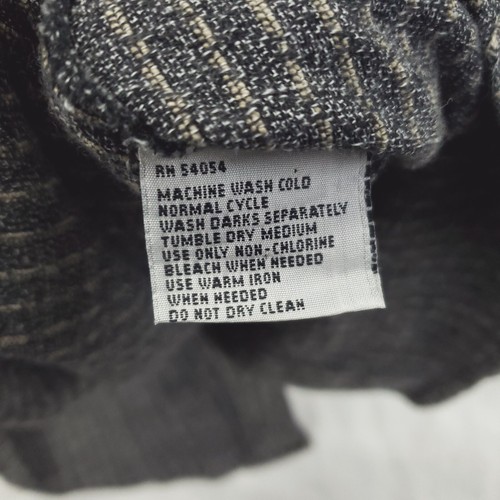 RN 54054
MACHINE WASH COLD
NORMAL CYCLE
WASH DARKS SEPARATELY
TUMBLE DRY MEDIUM
USE ONLY NON-CHLORINE
BLEACH WHEN NEEDED
USE WARM IRON
WHEN NEEDED
DO NOT DRY CLEAN